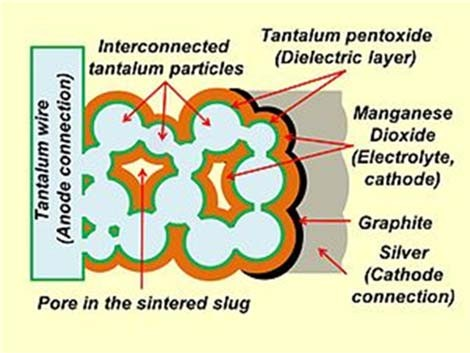 Interconnected
tantalum particles
Tantalum pentoxide
(Dielectric layer)
Tantalum wire
(Anode connection)
Manganese
Dioxide
(Electrolyte,
cathode)
Graphite
Silver
(Cathode
connection)
Pore in the sintered slug